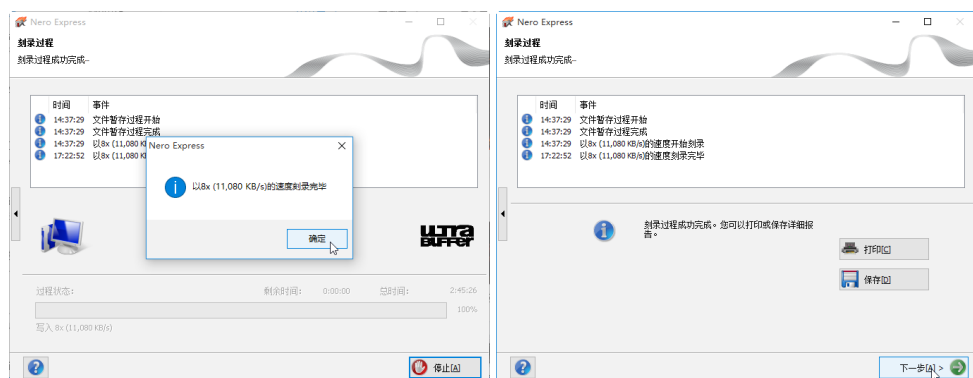 Nero Express
刻录过程
刻录过程成功完成~
时间 事件
14:37:29 文件暂存过程开始
14:37:29 文件暂存过程完成
14:37:29 以8x (11,080 K
17:22:52 以8x (11,080 K
Nero Express
以8x (11,080 KB/s)的速度刻录完毕
确定
ULTRA
BUFFER
过程状态: 剩余时间: 0:00:00 总时间: 2:45:26
100%
写入 8x (11,080 KB/s)
停止[A]
Nero Express
刻录过程
刻录过程成功完成~
时间 事件
14:37:29 文件暂存过程开始
14:37:29 文件暂存过程完成
14:37:29 以8x (11,080 KB/s)的速度开始刻录
17:22:52 以8x (11,080 KB/s)的速度刻录完毕
刻录过程成功完成。您可以打印或保存详细报
告。
打印[C]
保存[D]
下一步[A] >